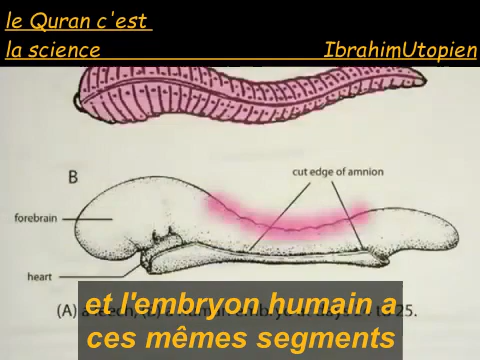 le Quran c'est
la science IbrahimUtopien
B
cut edge of amnion
forebrain
heart
(A)
25.
et l'embryon humain a
ces mêmes segments